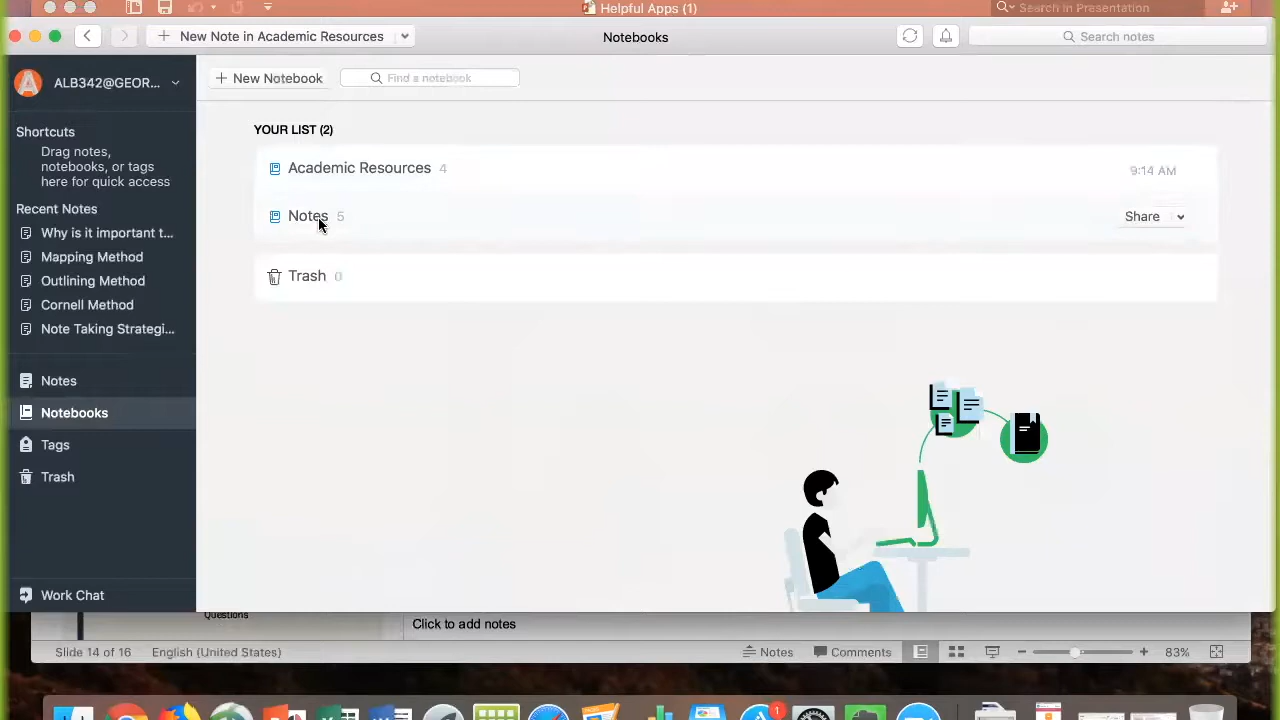 Helpful Apps (1)
Search in Presentation
New Note in Academic Resources
Notebooks
Search notes
ALB342@GEOR...
New Notebook
Find a notebook
Shortcuts
Drag notes,
notebooks, or tags
here for quick access
YOUR LIST (2)
Academic Resources 4
9:14 AM
Notes 5
Share
Trash 0
Recent Notes
Why is it important t...
Mapping Method
Outlining Method
Cornell Method
Note Taking Strategi...
Notes
Notebooks
Tags
Trash
Work Chat
Questions
Click to add notes
Slide 14 of 16
English (United States)
Notes
Comments
83%
1